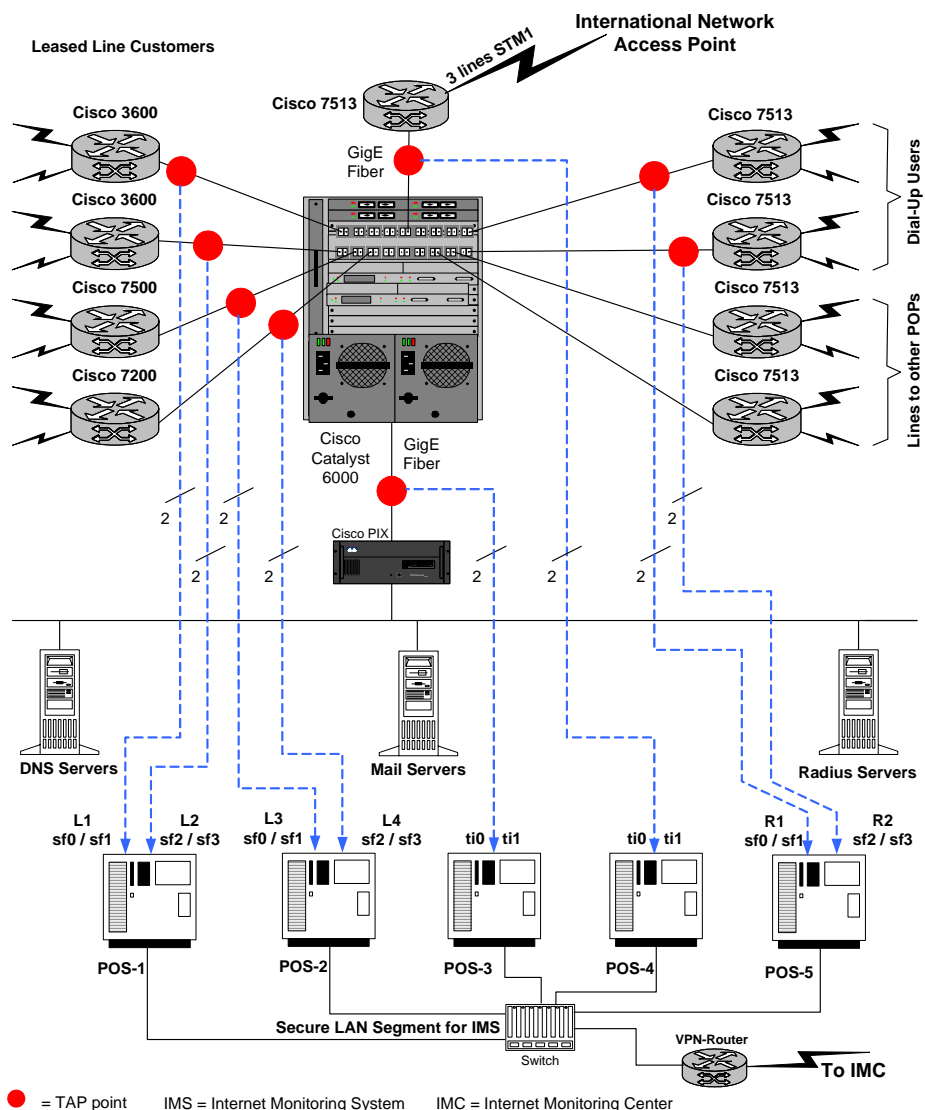 International Network
Access Point
Leased Line Customers
3 lines STM1
Cisco 7513
Cisco 3600
Cisco 7513
GigE
Fiber
Dial-Up Users
Cisco 3600
Cisco 7513
Cisco 7500
Cisco 7513
Lines to other POPs
Cisco 7200
Cisco 7513
Cisco
Catalyst
6000
GigE
Fiber
2
2
2
2
2
2
2
2
Cisco PIX
DNS Servers
Mail Servers
Radius Servers
L1
sf0 / sf1
L2
sf2 / sf3
L3
sf0 / sf1
L4
sf2 / sf3
ti0 ti1
ti0 ti1
R1
sf0 / sf1
R2
sf2 / sf3
POS-1
POS-2
POS-3
POS-4
POS-5
Secure LAN Segment for IMS
Switch
VPN-Router
To IMC
= TAP point
IMS = Internet Monitoring System
IMC = Internet Monitoring Center